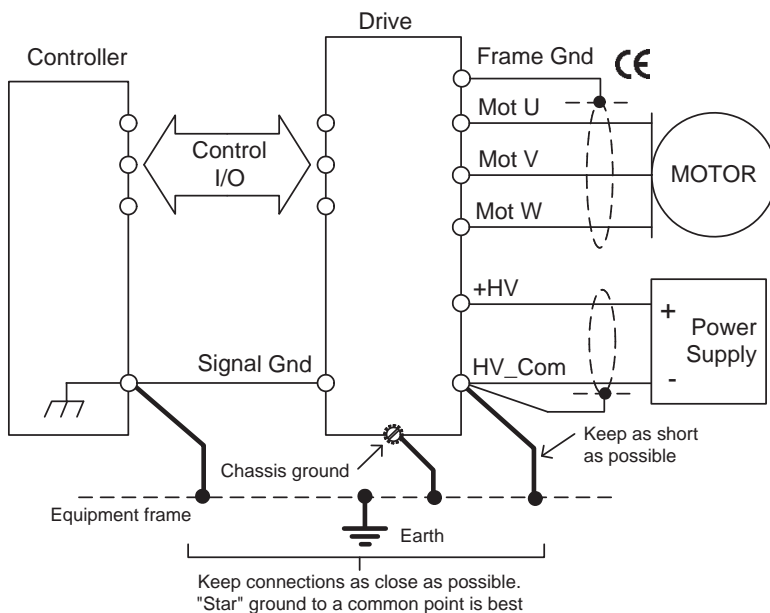 Drive
Controller
Frame Gnd
CE
Mot U
Control
I/O
Mot V
MOTOR
Mot W
+HV
+
Power
Supply
Signal Gnd
HV_Com
-
Keep as short
as possible
Chassis ground
Equipment frame
Earth
Keep connections as close as possible.
"Star" ground to a common point is best